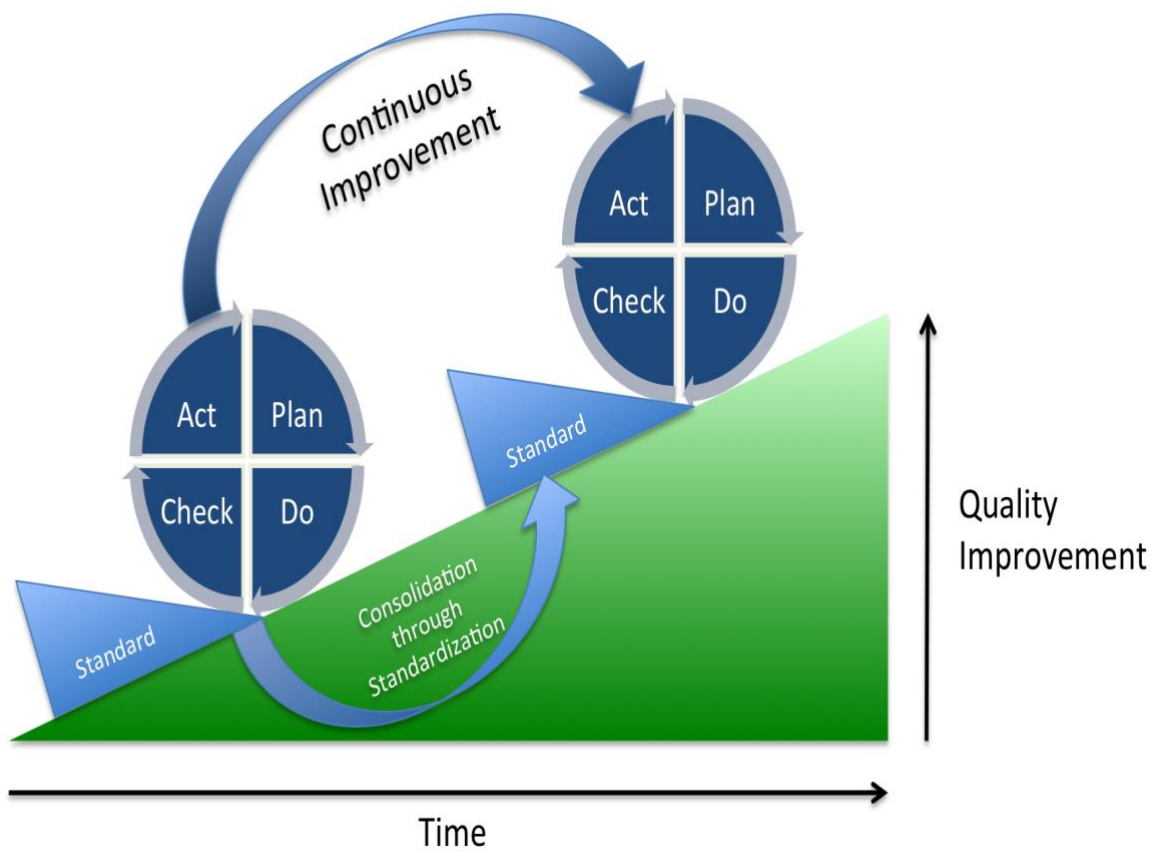 Continuous
Improvement
Act
Plan
Check
Do
Act
Plan
Check
Do
Standard
Standard
Consolidation
through
Standardization
Quality
Improvement
Time